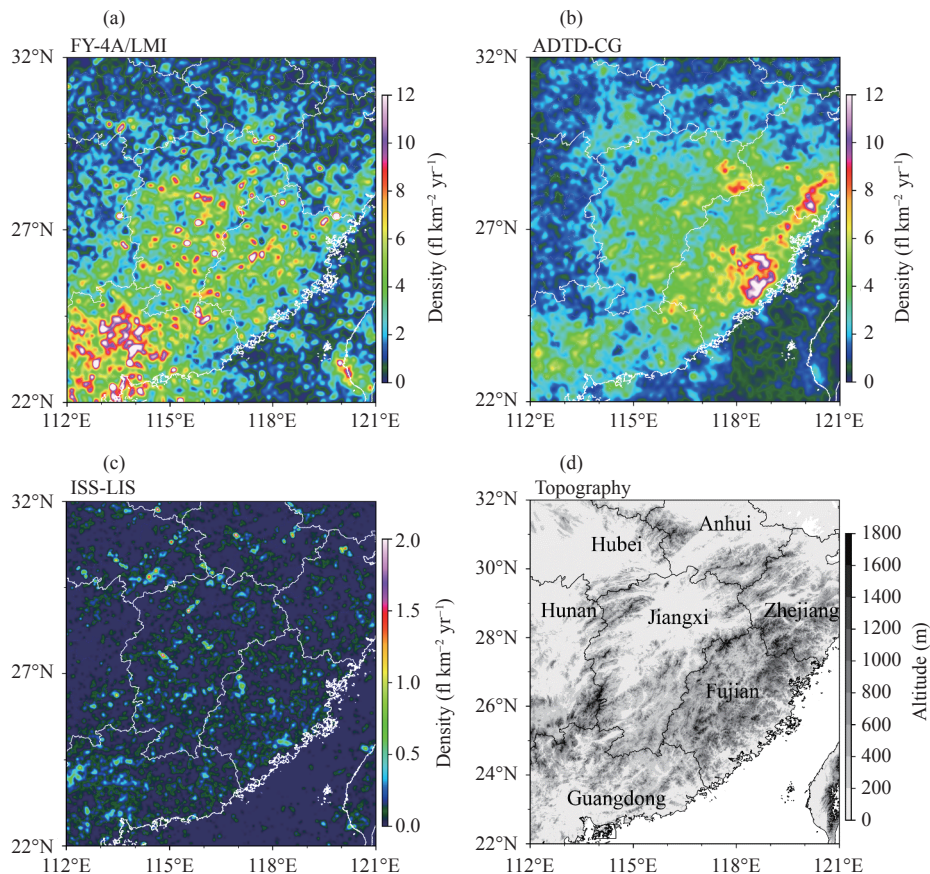 (a)
FY-4A/LMI
32°N
27°N
22°N
112°E 115°E 118°E 121°E
12
10
8
6
4
2
0
Density (fl km⁻² yr⁻¹)
(b)
ADTD-CG
32°N
27°N
22°N
112°E 115°E 118°E 121°E
12
10
8
6
4
2
0
Density (fl km⁻² yr⁻¹)
(c)
ISS-LIS
32°N
27°N
22°N
112°E 115°E 118°E 121°E
2.0
1.5
1.0
0.5
0.0
Density (fl km⁻² yr⁻¹)
(d)
Topography
32°N
30°N
28°N
26°N
24°N
22°N
Anhui
Hubei
Hunan
Jiangxi
Zhejiang
Fujian
Guangdong
112°E 115°E 118°E 121°E
1800
1400
1200
1000
800
600
400
200
0
Altitude (m)